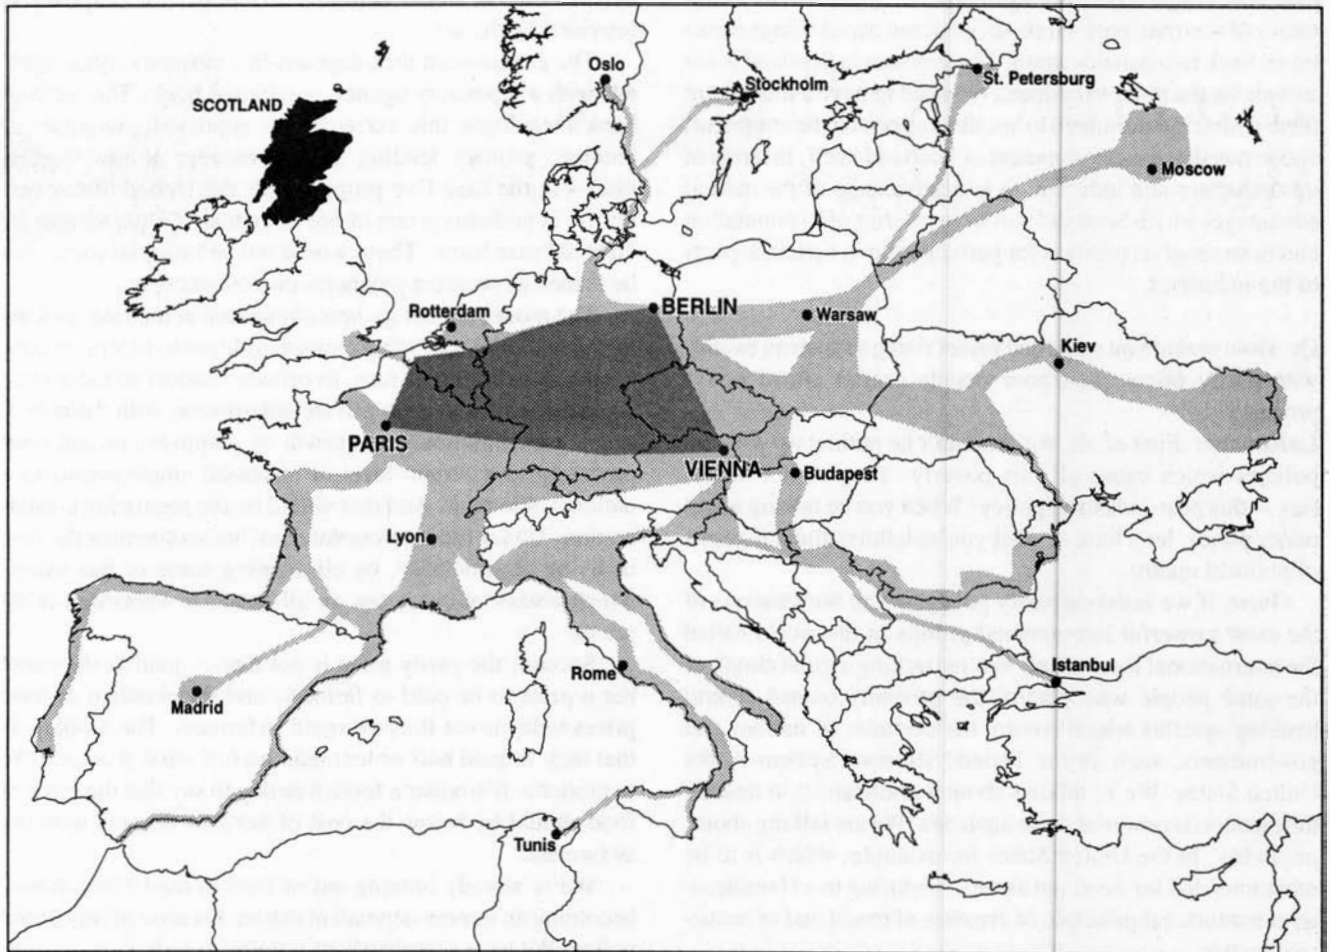 Oslo
Stockholm
St. Petersburg
SCOTLAND
Moscow
Rotterdam
BERLIN
Warsaw
Kiev
PARIS
VIENNA
Budapest
Lyon
Rome
Istanbul
Madrid
Tunis